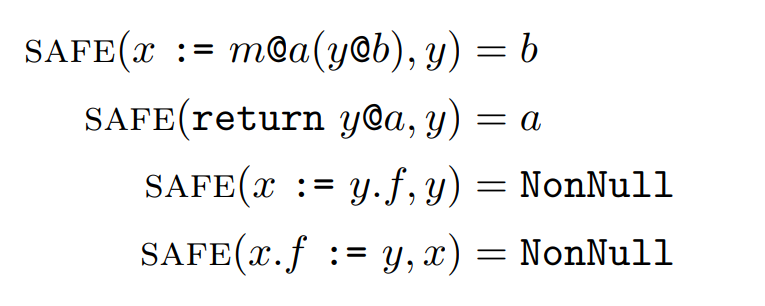 SAFE(x := m@a(y@b), y) = b
SAFE(return y@a, y) = a
SAFE(x := y.f, y) = NonNull
SAFE(x.f := y, x) = NonNull